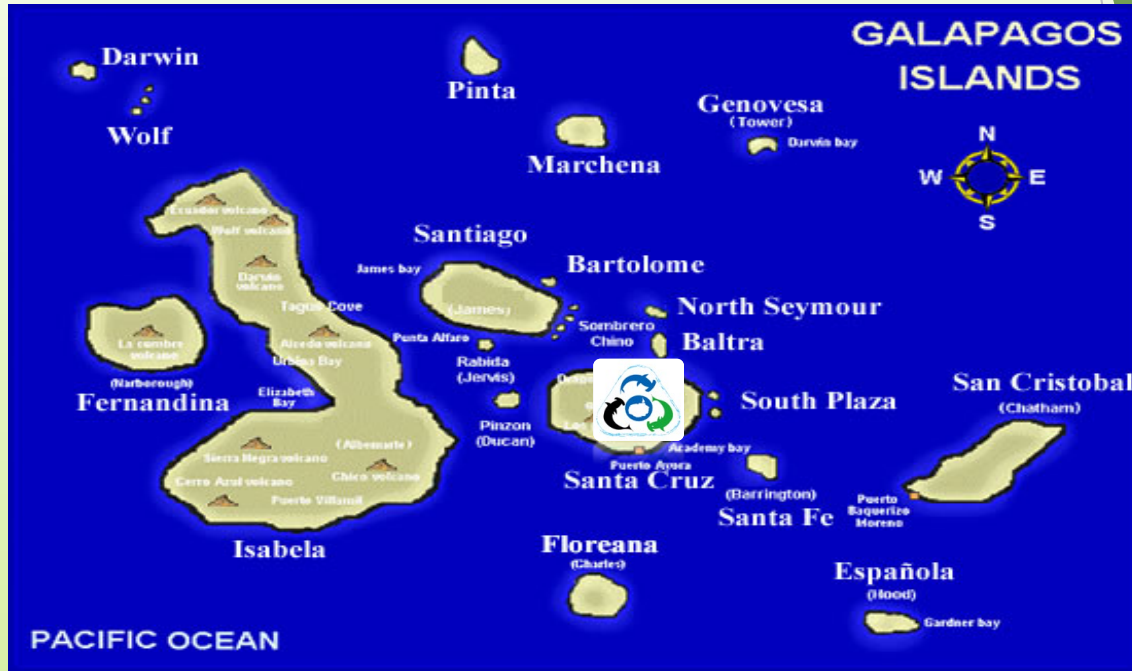 GALAPAGOS
ISLANDS
Darwin
Wolf
Pinta
Marchena
Genovesa
(Tower)
Darwin bay
N
W
E
S
Ecuador volcano
Wolf volcano
Darwin
volcano
Tagus Cove
Alcedo volcano
Urbina Bay
Elizabeth
Bay
La cumbre
volcano
(Narborough)
Fernandina
Santiago
James bay
(James)
Bartolome
Sombrero
Chino
North Seymour
Baltra
Punta Alfaro
Rabida
(Jervis)
Pinzon
(Ducan)
South Plaza
Academy bay
Puerto Ayora
Santa Cruz
(Barrington)
Santa Fe
San Cristobal
(Chatham)
Puerto
Baquerizo
Moreno
(Albemarle)
Sierra Negra volcano
Chico volcano
Cerro Azul volcano
Puerto Villamil
Isabela
Floreana
(Charles)
Española
(Hood)
Gardner bay
PACIFIC OCEAN